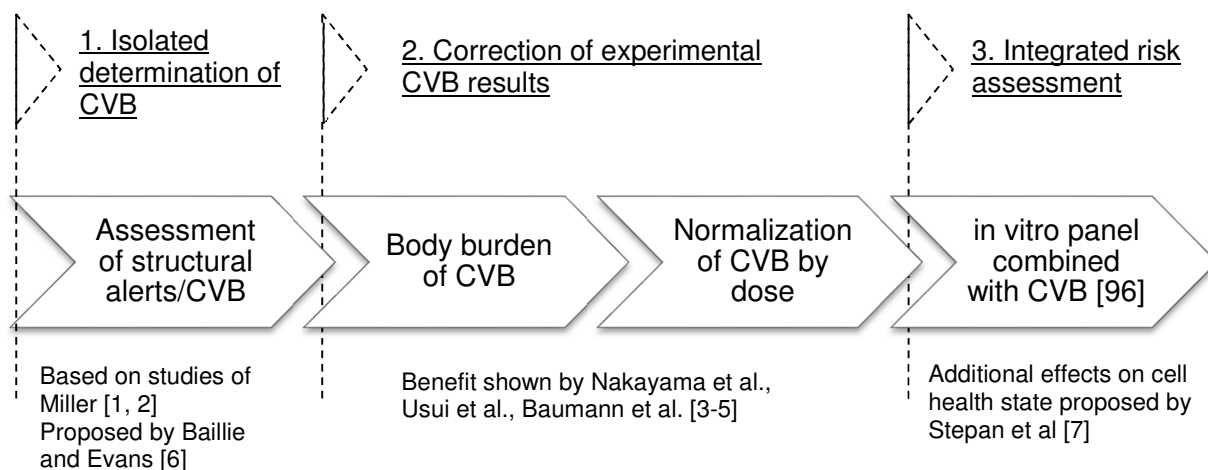 1. Isolated
determination of
CVB
2. Correction of experimental
CVB results
3. Integrated risk
assessment
Assessment
of structural
alerts/CVB
Body burden
of CVB
Normalization
of CVB by
dose
in vitro panel
combined
with CVB [96]
Based on studies of
Miller [1, 2]
Proposed by Baillie
and Evans [6]
Benefit shown by Nakayama et al.,
Usui et al., Baumann et al. [3-5]
Additional effects on cell
health state proposed by
Stepan et al [7]